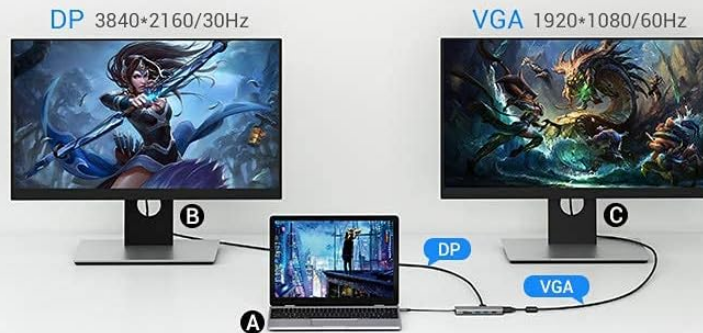 DP 3840*2160/30Hz
VGA 1920*1080/60Hz
B
C
DP
VGA
A